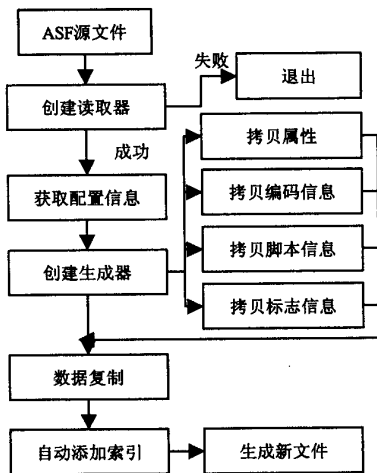 ASF源文件
失败
创建读取器
退出
成功
拷贝属性
获取配置信息
拷贝编码信息
创建生成器
拷贝脚本信息
拷贝标志信息
数据复制
自动添加索引
生成新文件